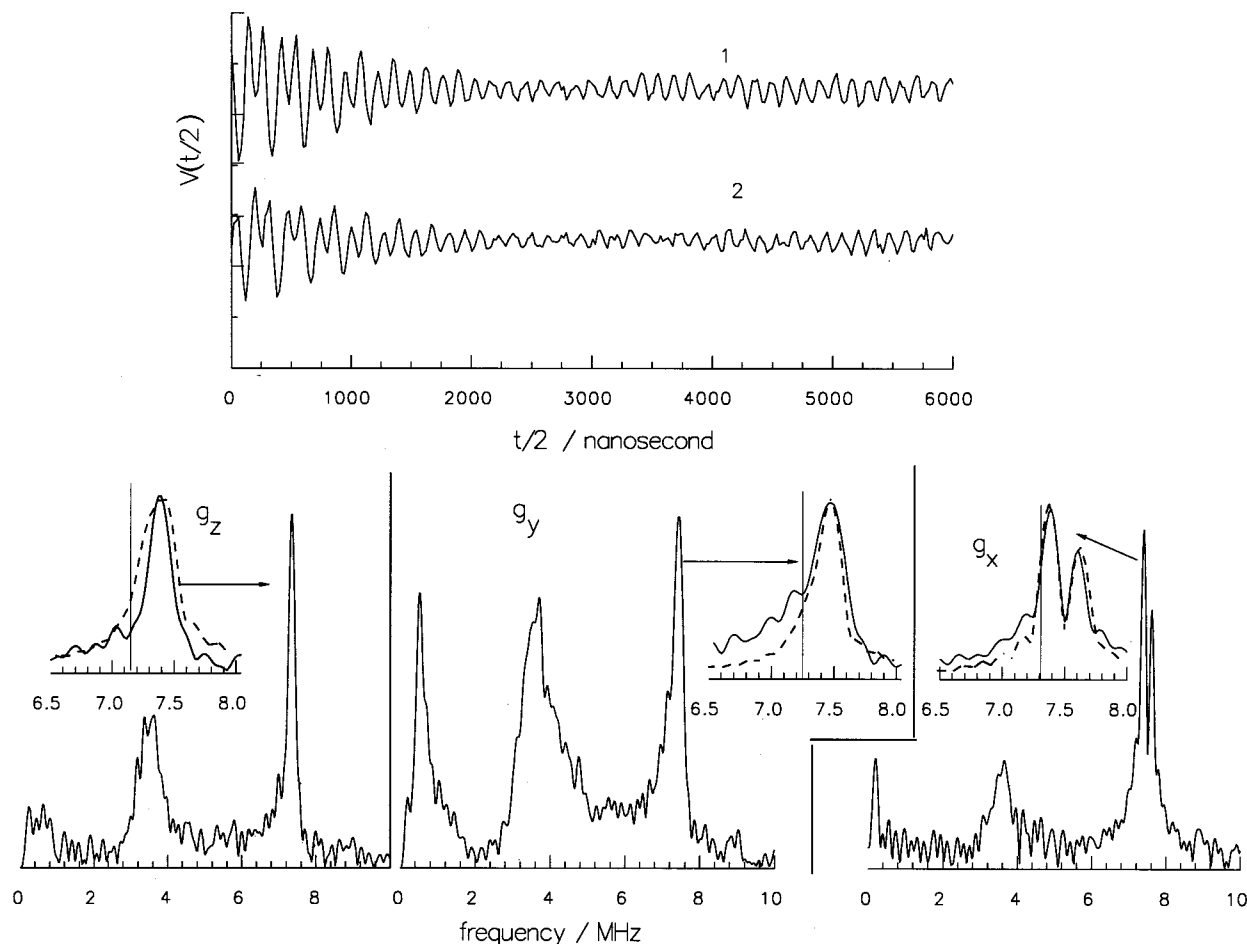 1
2
V(t/2)
0 1000 2000 3000 4000 5000 6000
t/2 / nanosecond
g_z
6.5 7.0 7.5 8.0
0 2 4 6 8
g_y
6.5 7.0 7.5 8.0
0 2 4 6 8 10
g_x
6.5 7.0 7.5 8.0
0 2 4 6 8 10
frequency / MHz